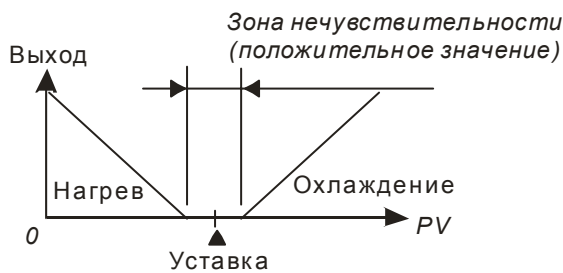 Зона нечувствительности
(положительное значение)
Выход
Нагрев
Охлаждение
0
PV
Уставка